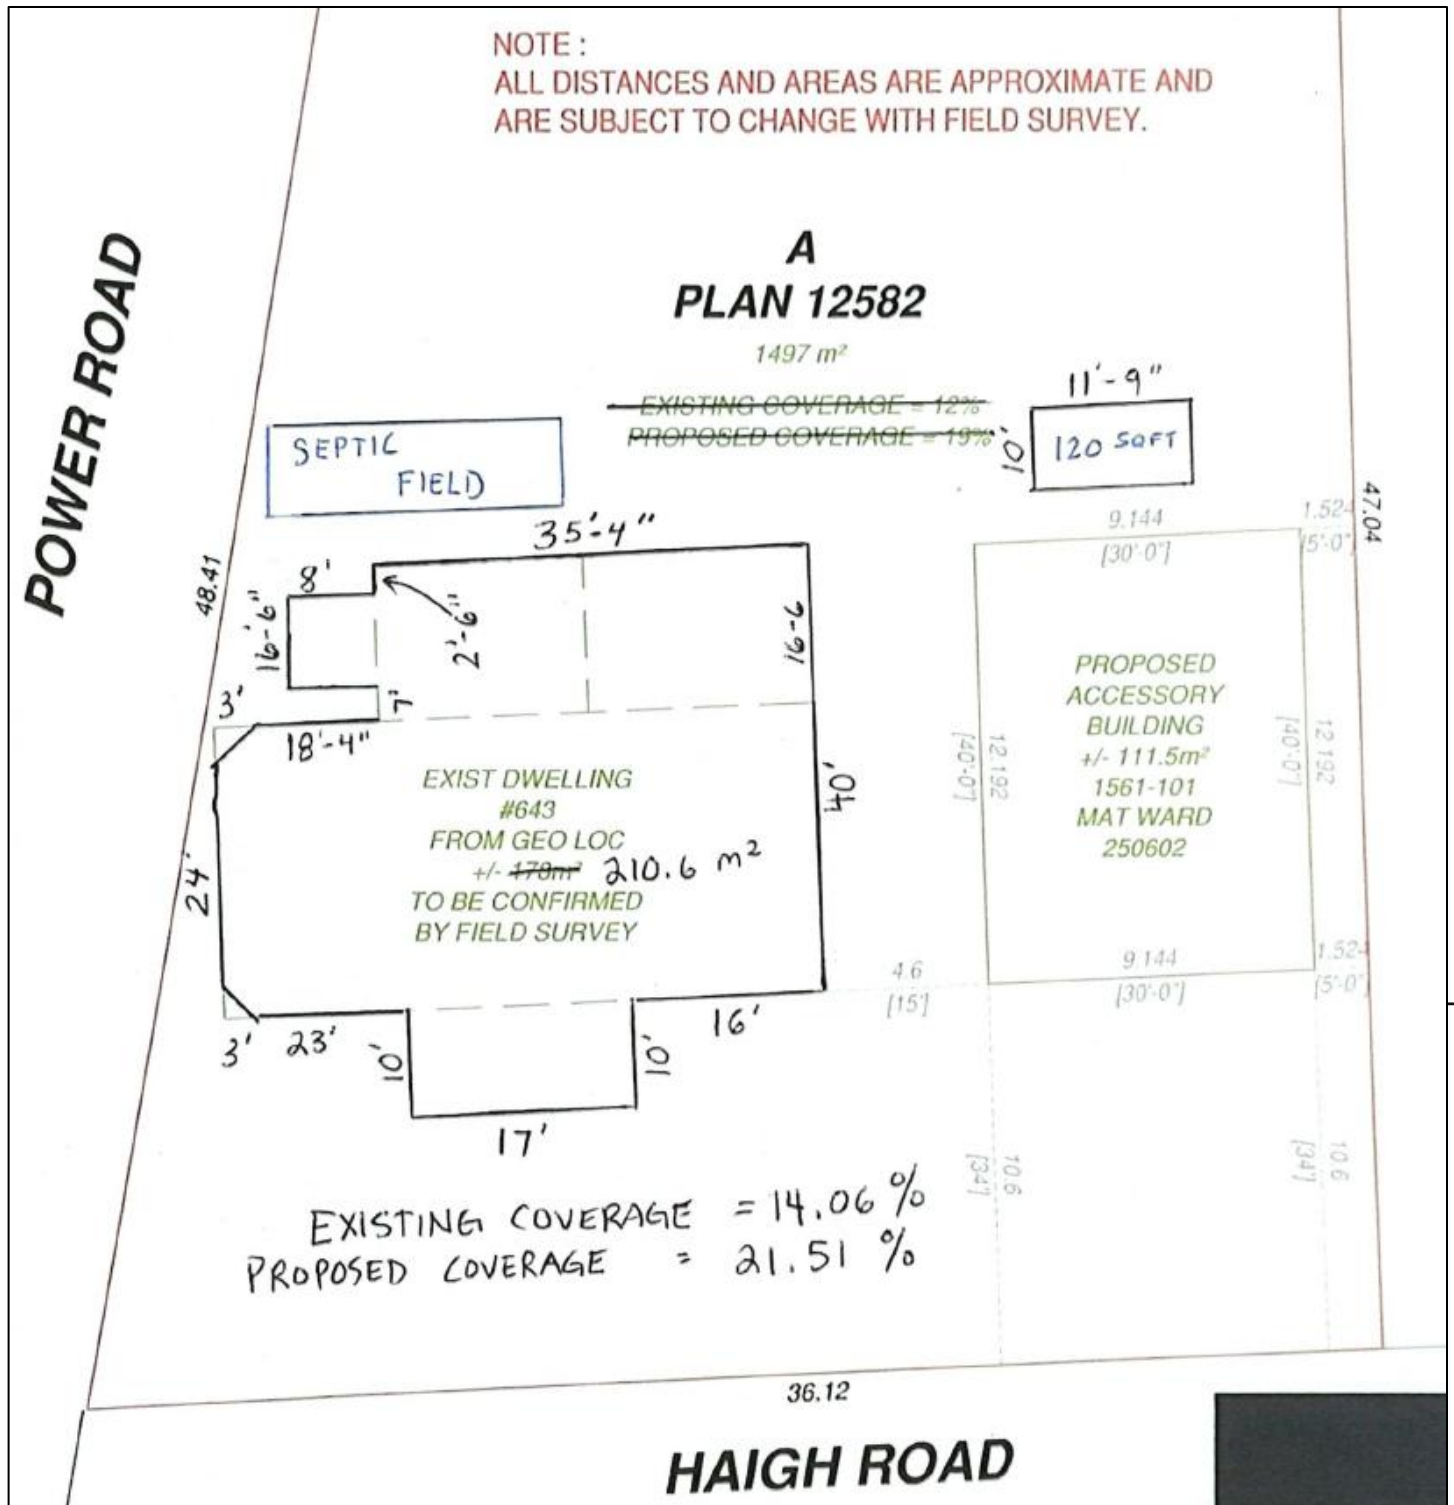 NOTE :
ALL DISTANCES AND AREAS ARE APPROXIMATE AND
ARE SUBJECT TO CHANGE WITH FIELD SURVEY.
A
PLAN 12582
1497 m²
EXISTING COVERAGE = 12%
PROPOSED COVERAGE = 19%
11'-9"
10'
120 SQFT
POWER ROAD
48.41
47.04
SEPTIC
FIELD
35'-4"
8'
16'-6"
2'-6"
16'-6
7"
3'
18'-4"
24'
40'
EXIST DWELLING
#643
FROM GEO LOC
+/- 178m² 210.6 m²
TO BE CONFIRMED
BY FIELD SURVEY
3'
23'
10'
17'
10'
16'
9.144
[30'-0"]
1.524
[5'-0"
12.192
[40'-0"]
PROPOSED
ACCESSORY
BUILDING
+/- 111.5m²
1561-101
MAT WARD
250602
12.192
[40'-0"]
4.6
[15']
9.144
[30'-0"]
1.524
[5'-0"
10.6
[34']
10.6
[34']
EXISTING COVERAGE = 14.06 %
PROPOSED COVERAGE = 21.51 %
36.12
HAIGH ROAD